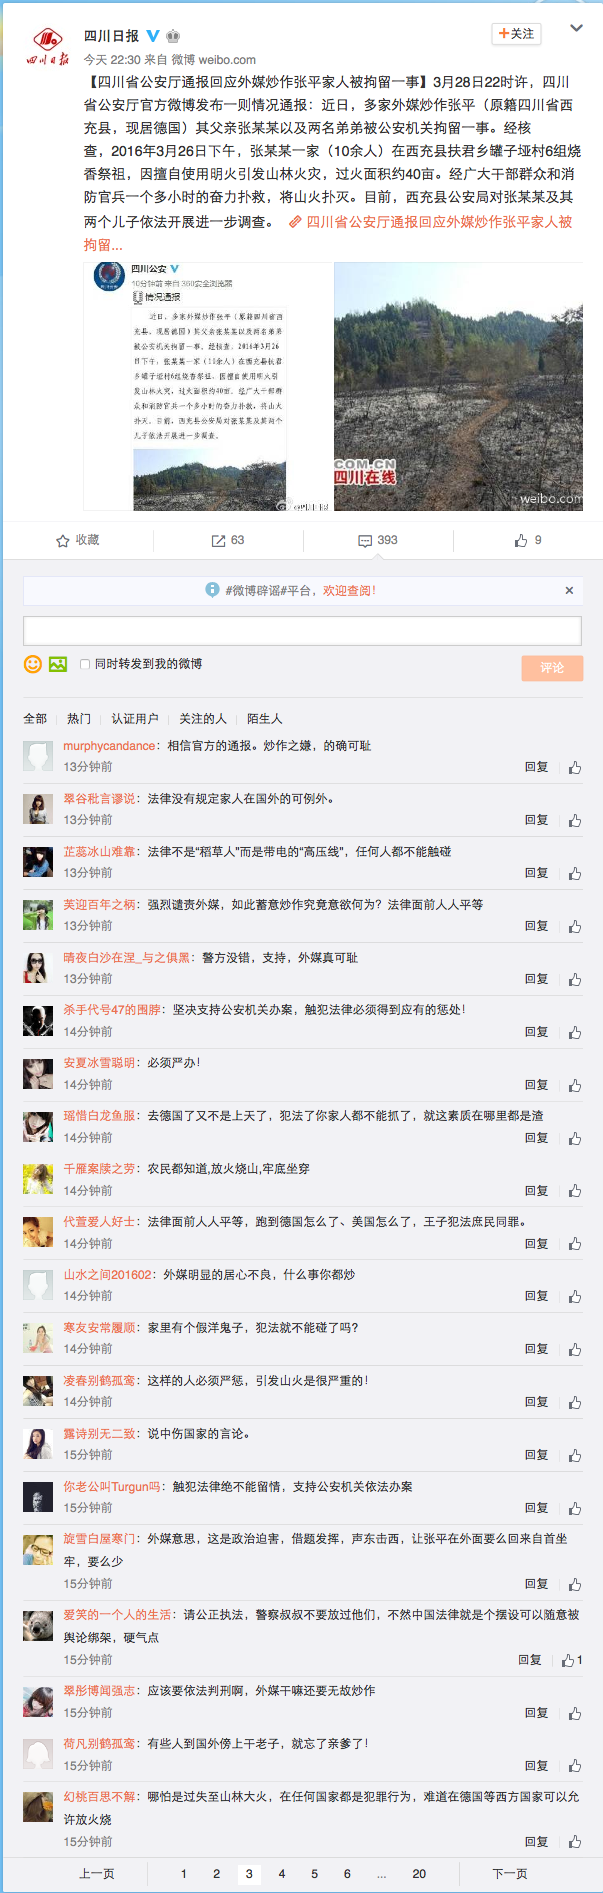 四川日报
四川日报
+关注
今天 22:30 来自 微博 weibo.com
【四川省公安厅通报回应外媒炒作张平家人被拘留一事】3月28日22时许，四川
省公安厅官方微博发布一则情况通报：近日，多家外媒炒作张平（原籍四川省西
充县，现居德国）其父亲张某某以及两名弟弟被公安机关拘留一事。经核
查，2016年3月26日下午，张某某一家（10余人）在西充县扶君乡罐子垭村6组烧
香祭祖，因擅自使用明火引发山林火灾，过火面积约40亩。经广大干部群众和消
防官兵一个多小时的奋力扑救，将山火扑灭。目前，西充县公安局对张某某及其
两个儿子依法开展进一步调查。 四川省公安厅通报回应外媒炒作张平家人被
拘留...
四川公安
10分钟前 来自 360安全浏览器
情况通报
近日，多家外媒炒作张平（原籍四川省西
充县，现居德国）其父亲张某某以及两名弟弟
被公安机关拘留一事。经核查，2016年3月26
日下午，张某某一家（10余人）在西充县扶君
乡罐子垭村6组烧香祭祖，因擅自使用明火引
发山林火灾，过火面积约40亩。经广大干部群
众和消防官兵一个多小时的奋力扑救，将山火
扑灭。目前，西充县公安局对张某某及其两个
儿子依法开展进一步调查。
@四川日报
COM.CN
四川在线
weibo.com
收藏
63
393
9
#微博辟谣#平台，欢迎查阅！
×
同时转发到我的微博
评论
全部 热门 认证用户 关注的人 陌生人
murphycandance：相信官方的通报。炒作之嫌，的确可耻
13分钟前 回复
翠谷秕言谬说：法律没有规定家人在国外的可例外。
13分钟前 回复
芷蕊冰山难靠：法律不是“稻草人”而是带电的“高压线”，任何人都不能触碰
13分钟前 回复
芙迎百年之柄：强烈谴责外媒，如此蓄意炒作究竟意欲何为？法律面前人人平等
13分钟前 回复
晴夜白沙在涅_与之俱黑：警方没错，支持，外媒真可耻
13分钟前 回复
杀手代号47的围脖：坚决支持公安机关办案，触犯法律必须得到应有的惩处！
14分钟前 回复
安夏冰雪聪明：必须严办！
14分钟前 回复
瑶惜白龙鱼服：去德国了又不是上天了，犯法了你家人都不能抓了，就这素质在哪里都是渣
14分钟前 回复
千雁案牍之劳：农民都知道,放火烧山,牢底坐穿
14分钟前 回复
代萱爱人好士：法律面前人人平等，跑到德国怎么了、美国怎么了，王子犯法庶民同罪。
14分钟前 回复
山水之间201602：外媒明显的居心不良，什么事你都炒
14分钟前 回复
寒友安常履顺：家里有个假洋鬼子，犯法就不能碰了吗？
14分钟前 回复
凌春别鹤孤鸾：这样的人必须严惩，引发山火是很严重的！
14分钟前 回复
露诗别无二致：说中伤国家的言论。
15分钟前 回复
你老公叫Turgun吗：触犯法律绝不能留情，支持公安机关依法办案
15分钟前 回复
旋雪白屋寒门：外媒意思，这是政治迫害，借题发挥，声东击西，让张平在外面要么回来自首坐
牢，要么少
15分钟前 回复
爱笑的一个人的生活：请公正执法，警察叔叔不要放过他们，不然中国法律就是个摆设可以随意被
舆论绑架，硬气点
15分钟前 回复 1
翠彤博闻强志：应该要依法判刑啊，外媒干嘛还要无故炒作
15分钟前 回复
荷凡别鹤孤鸾：有些人到国外傍上干老子，就忘了亲爹了！
15分钟前 回复
幻桃百思不解：哪怕是过失至山林大火，在任何国家都是犯罪行为，难道在德国等西方国家可以允
许放火烧
15分钟前 回复
上一页 1 2 3 4 5 6 ... 20 下一页